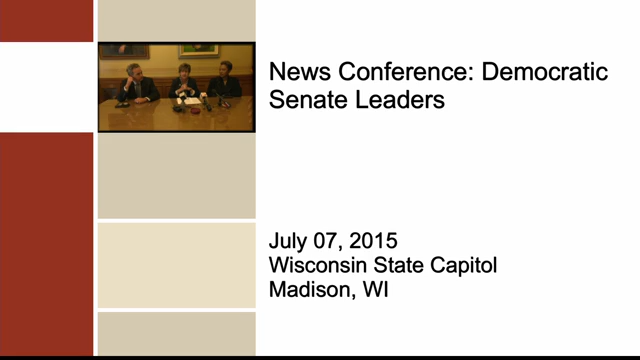 News Conference: Democratic
Senate Leaders
July 07, 2015
Wisconsin State Capitol
Madison, WI